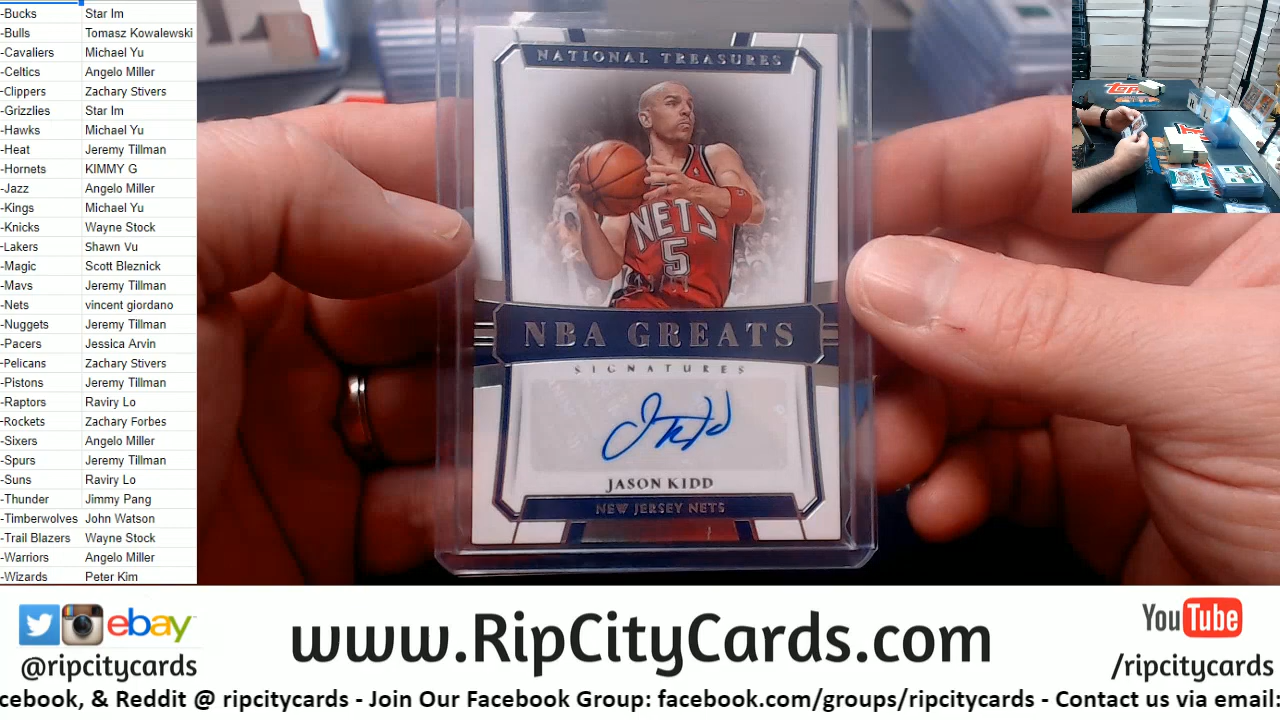 -Bucks Star Im
-Bulls Tomasz Kowalewski
-Cavaliers Michael Yu
-Celtics Angelo Miller
-Clippers Zachary Stivers
-Grizzlies Star Im
-Hawks Michael Yu
-Heat Jeremy Tillman
-Hornets KIMMY G
-Jazz Angelo Miller
-Kings Michael Yu
-Knicks Wayne Stock
-Lakers Shawn Vu
-Magic Scott Bleznick
-Mavs Jeremy Tillman
-Nets vincent giordano
-Nuggets Jeremy Tillman
-Pacers Jessica Arvin
-Pelicans Zachary Stivers
-Pistons Jeremy Tillman
-Raptors Raviry Lo
-Rockets Zachary Forbes
-Sixers Angelo Miller
-Spurs Jeremy Tillman
-Suns Raviry Lo
-Thunder Jimmy Pang
-Timberwolves John Watson
-Trail Blazers Wayne Stock
-Warriors Angelo Miller
-Wizards Peter Kim
NATIONAL TREASURES
NETS
5
NBA GREATS
SIGNATURES
JASON KIDD
NEW JERSEY NETS
Topps
ebay
@ripcitycards
www.RipCityCards.com
YouTube
/ripcitycards
cebook, & Reddit @ ripcitycards - Join Our Facebook Group: facebook.com/groups/ripcitycards - Contact us via email: